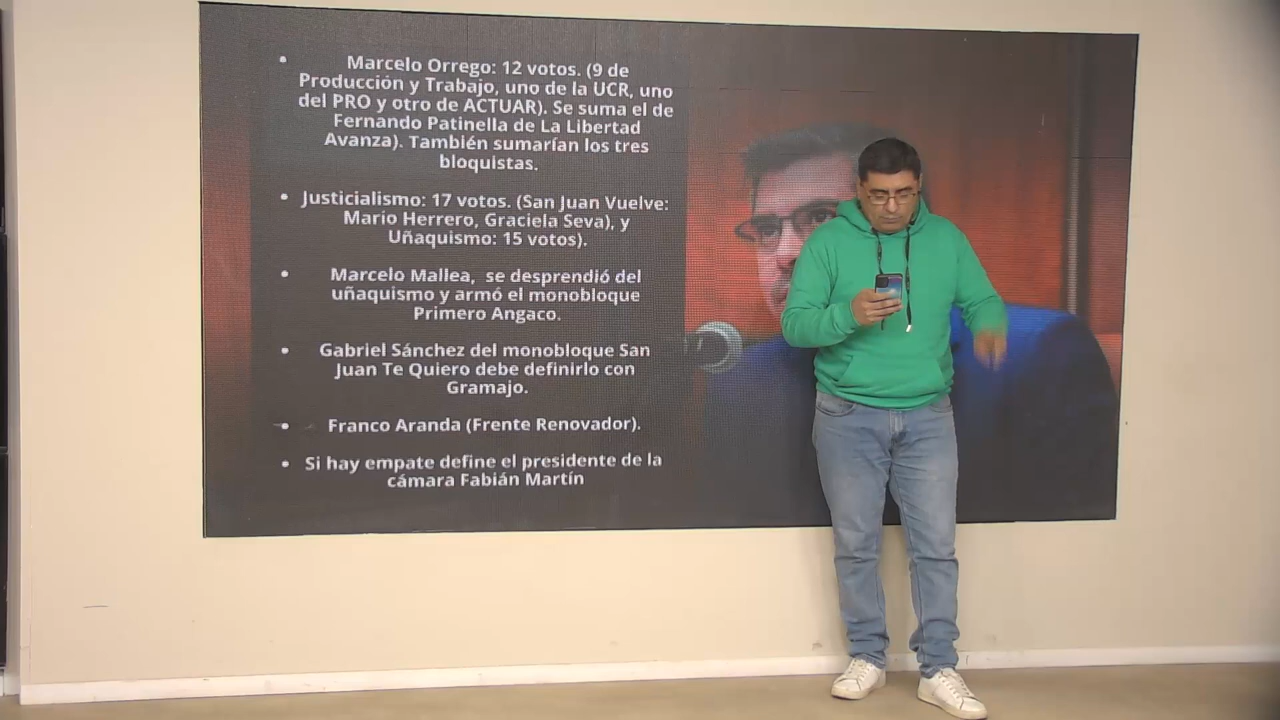 • Marcelo Orrego: 12 votos. (9 de
Producción y Trabajo, uno de la UCR, uno
del PRO y otro de ACTUAR). Se suma el de
Fernando Patinella de La Libertad
Avanza). También sumarían los tres
bloquistas.
• Justicialismo: 17 votos. (San Juan Vuelve:
Mario Herrero, Graciela Seva), y
Uñaquismo: 15 votos).
• Marcelo Mallea, se desprendió del
uñaquismo y armó el monobloque
Primero Angaco.
• Gabriel Sánchez del monobloque San
Juan Te Quiero debe definirlo con
Gramajo.
• Franco Aranda (Frente Renovador).
• Si hay empate define el presidente de la
cámara Fabián Martín